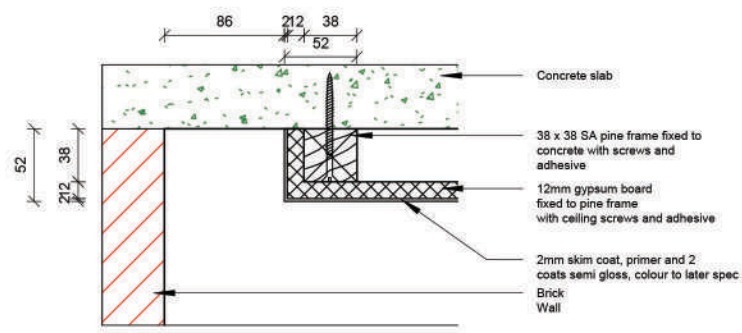 86
2
12
38
52
Concrete slab
52
38
2
12
38 x 38 SA pine frame fixed to
concrete with screws and
adhesive
12mm gypsum board
fixed to pine frame
with ceiling screws and adhesive
2mm skim coat, primer and 2
coats semi gloss, colour to later spec
Brick
Wall